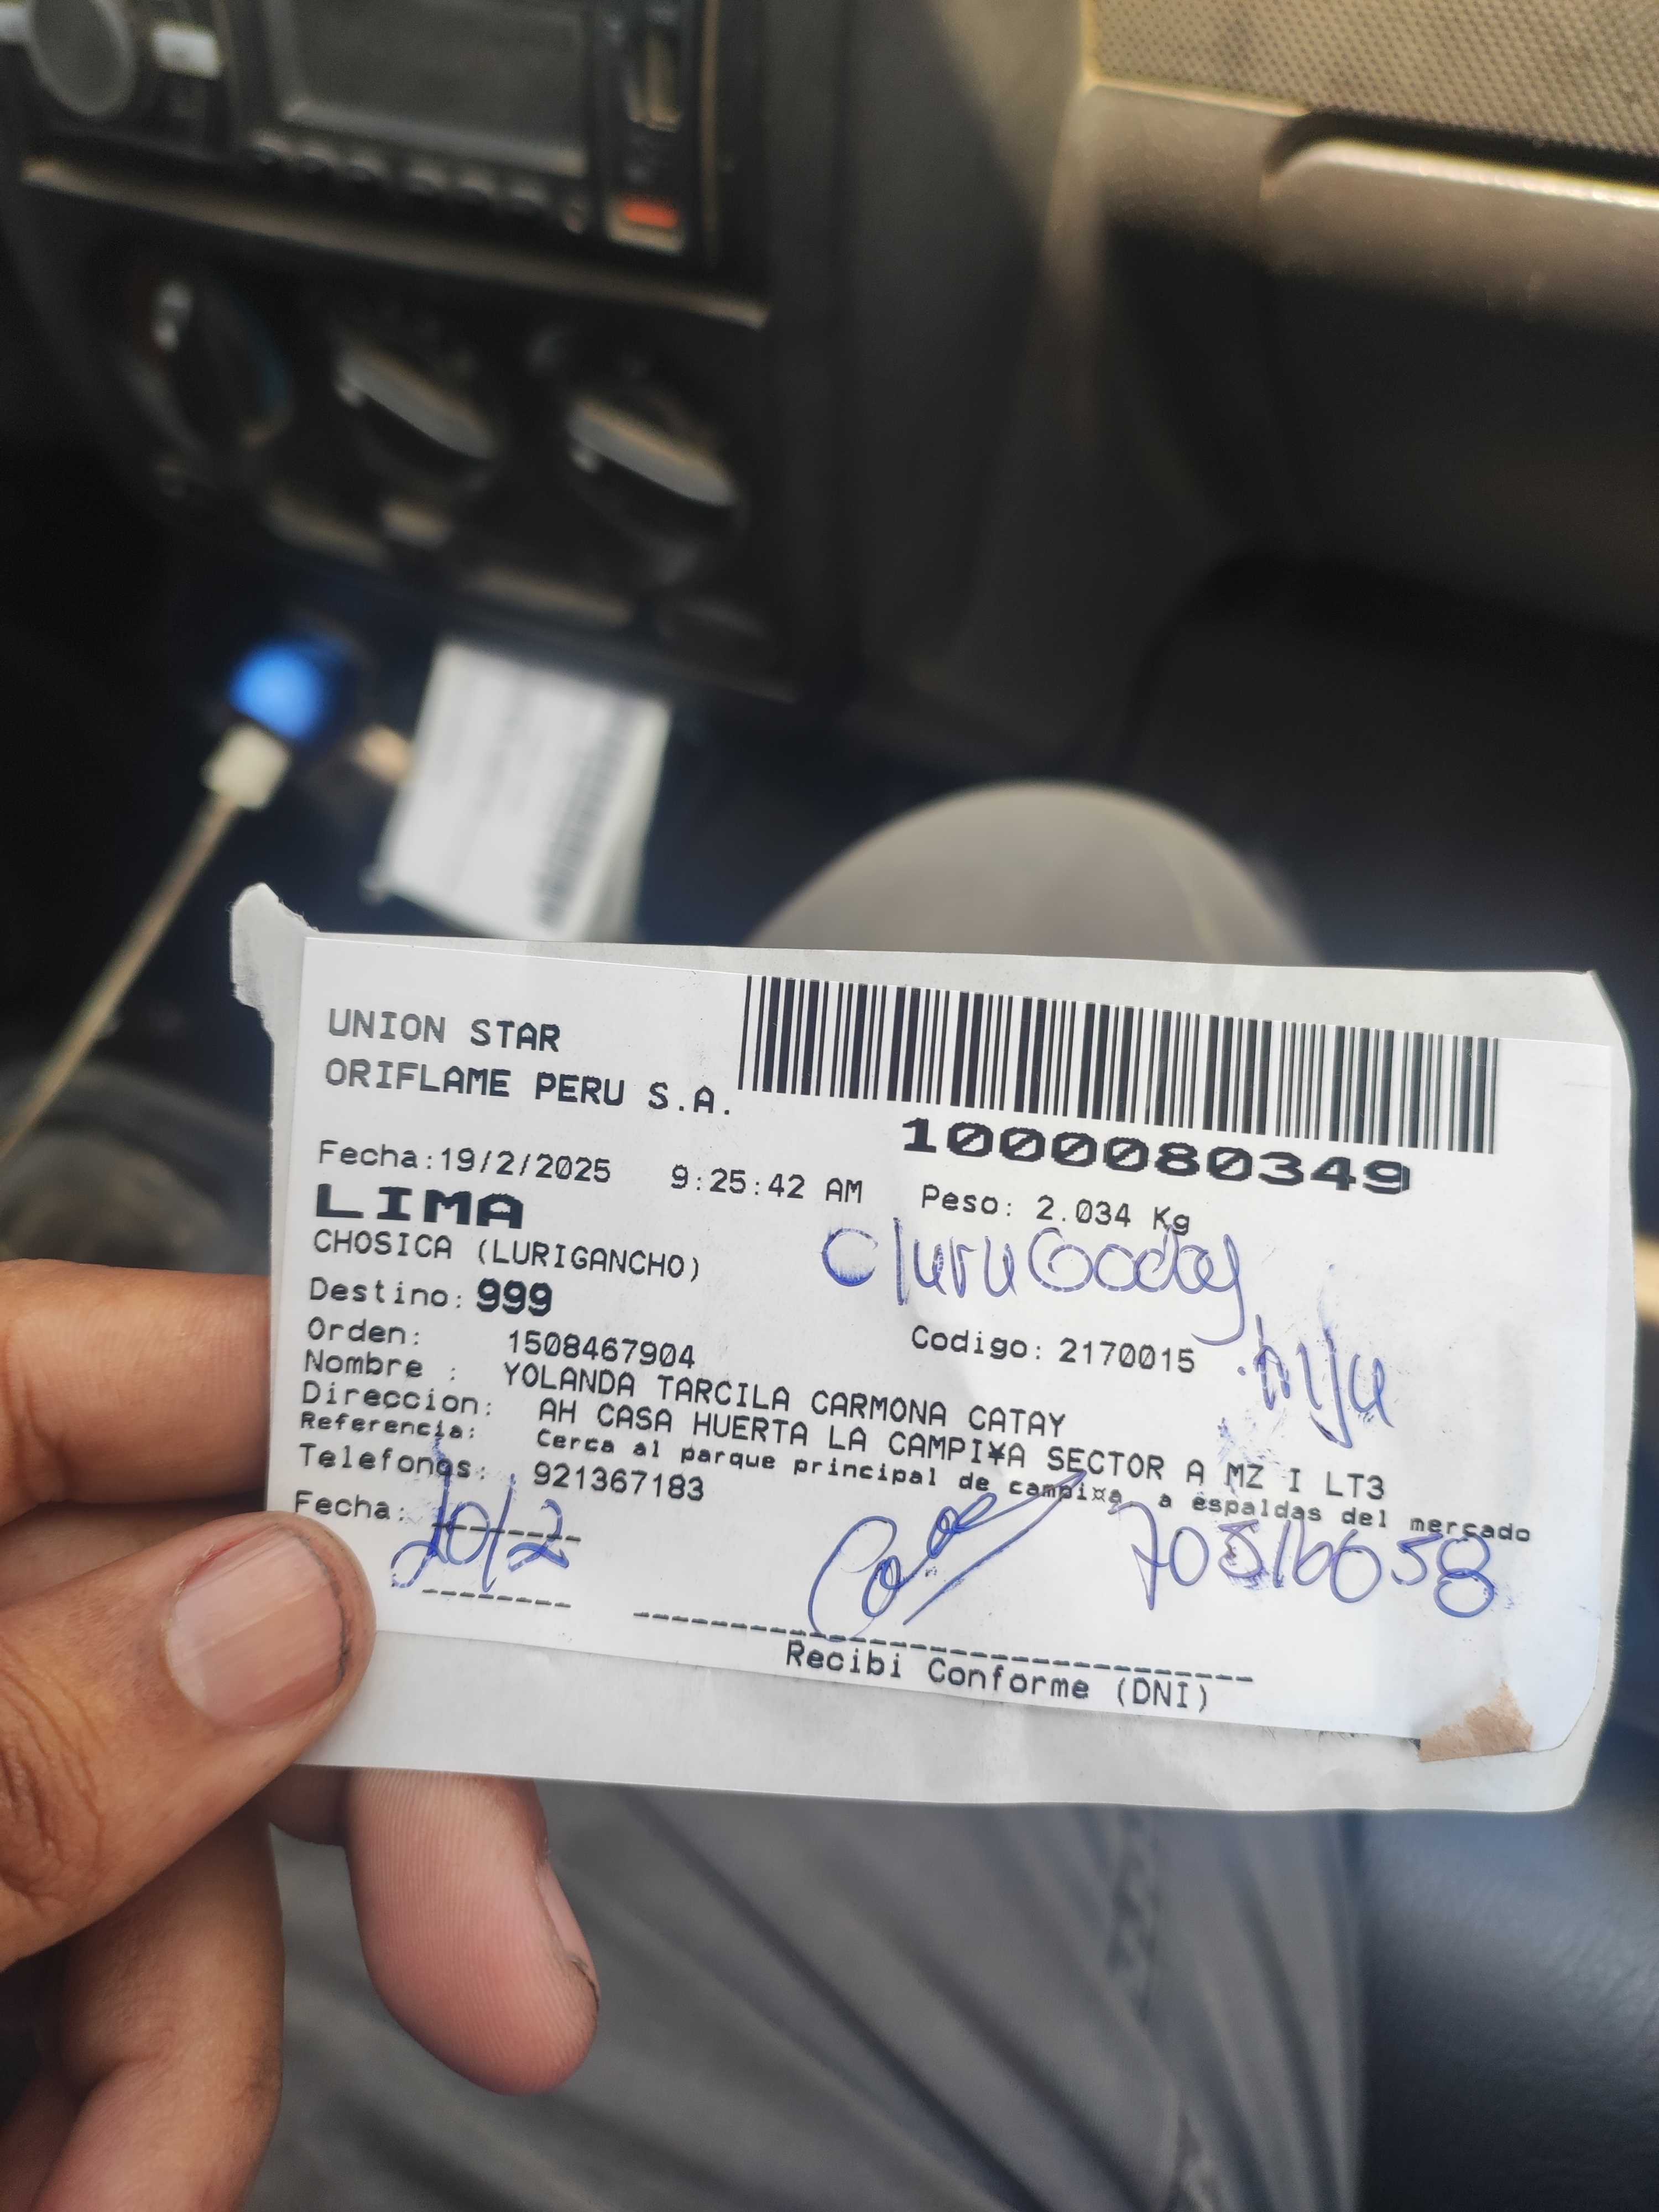 UNION STAR
ORIFLAME PERU S.A.
1000080349
Fecha:19/2/2025 9:25:42 AM Peso: 2.034 Kg
LIMA
CHOSICA (LURIGANCHO)
Destino: 999
Orden: 1508467904 Codigo: 2170015
hija
Nombre : YOLANDA TARCILA CARMONA CATAY
Direccion: AH CASA HUERTA LA CAMPI¥A SECTOR A MZ I LT3
Referencia: Cerca al parque principal de campi¤a a espaldas del mercado
Telefonos: 921367183
Fecha: 20/2
Recibi Conforme (DNI)